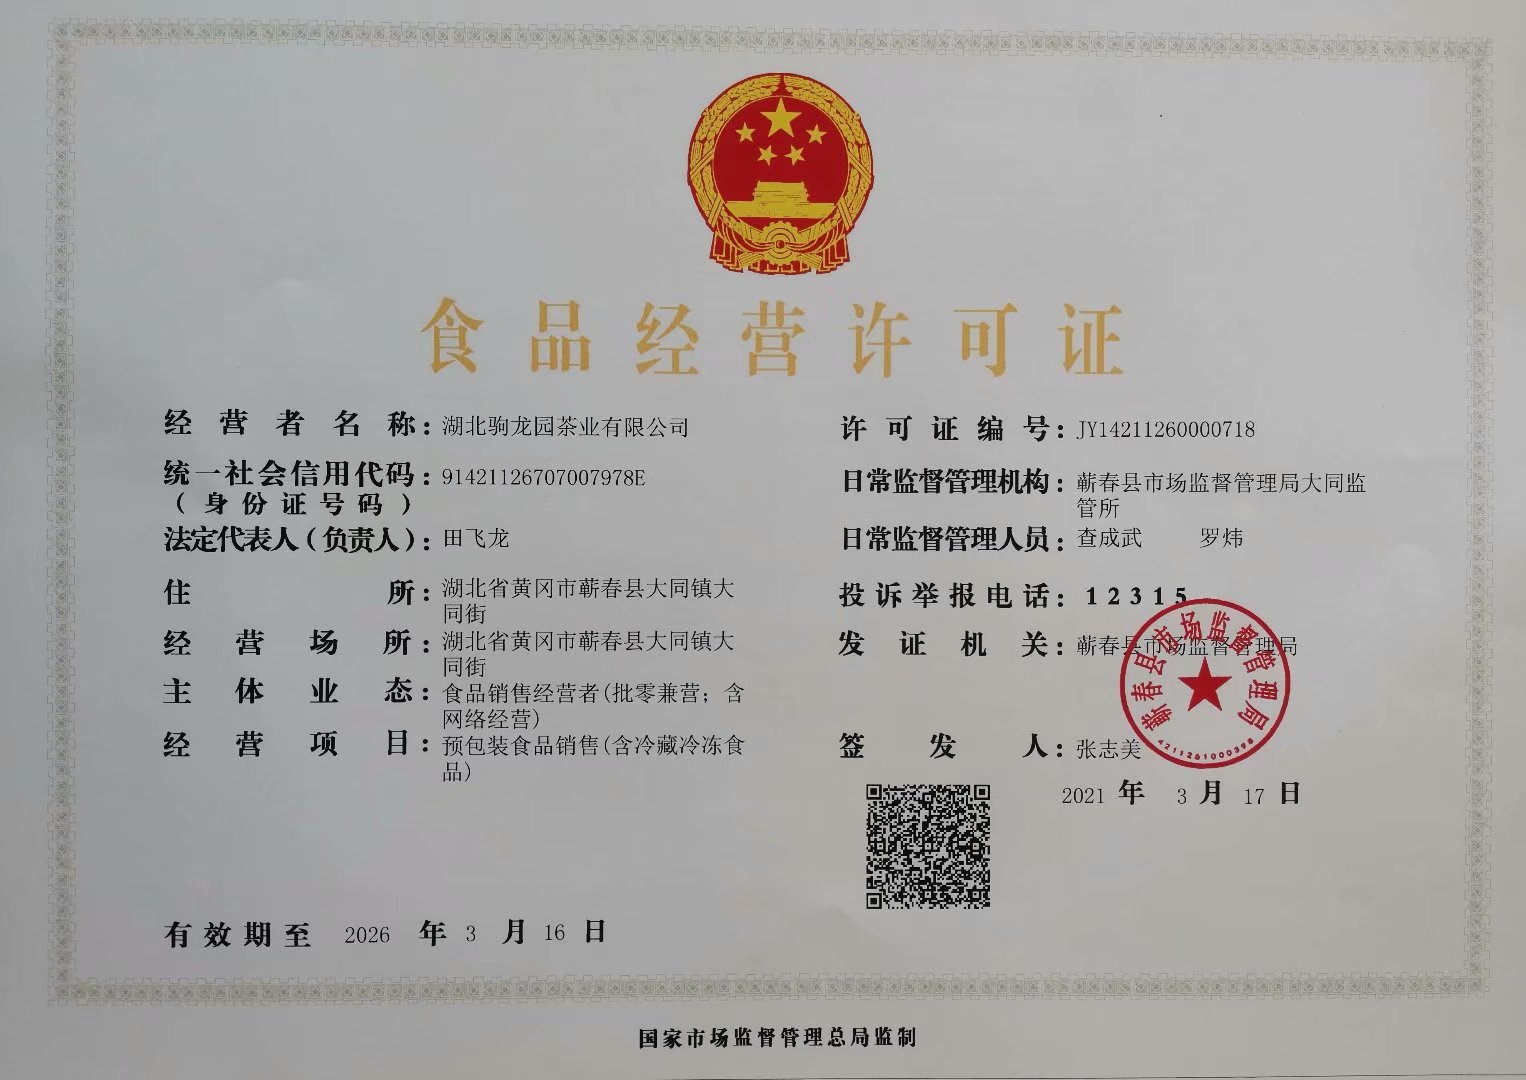 食品经营许可证
经营者名称：湖北驹龙园茶业有限公司
统一社会信用代码：91421126707007978E
（身份证号码）
法定代表人（负责人）：田飞龙
住所：湖北省黄冈市蕲春县大同镇大
同街
经营场所：湖北省黄冈市蕲春县大同镇大
同街
主体业态：食品销售经营者(批零兼营；含
网络经营)
经营项目：预包装食品销售(含冷藏冷冻食
品)
许可证编号：JY14211260000718
日常监督管理机构：蕲春县市场监督管理局大同监
管所
日常监督管理人员：查成武 罗炜
投诉举报电话：12315
发证机关：蕲春县市场监督管理局
蕲春县市场监督管理局
4211261000398
签发人：张志美
2021 年 3 月 17 日
有效期至 2026 年 3 月 16 日
国家市场监督管理总局监制